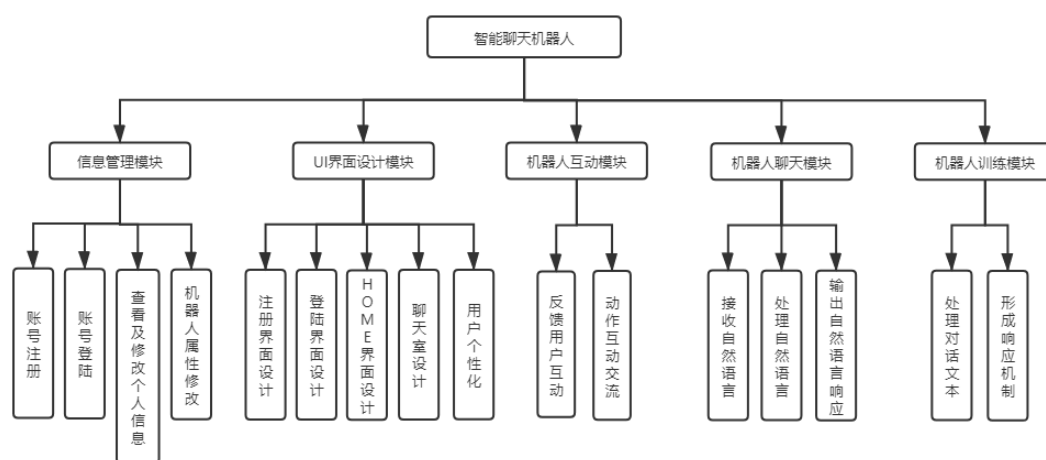 智能聊天机器人
信息管理模块
UI界面设计模块
机器人互动模块
机器人聊天模块
机器人训练模块
账号注册
账号登陆
查看及修改个人信息
机器人属性修改
注册界面设计
登陆界面设计
HOME界面设计
聊天室设计
用户个性化
反馈用户互动
动作互动交流
接收自然语言
处理自然语言
输出自然语言响应
处理对话文本
形成响应机制